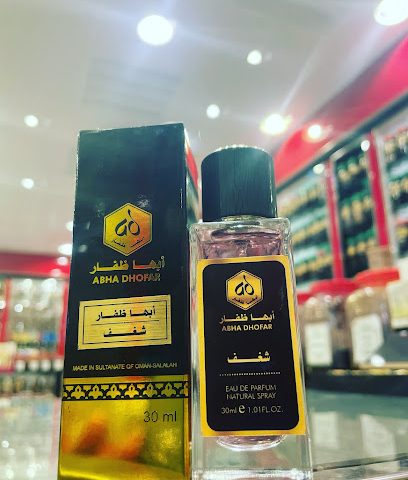 أبها ظفار
ABHA DHOFAR
أبها ظفار
شغف
MADE IN SULTANATE OF OMAN-SALALAH
30 ml
أبها ظفار
ABHA DHOFAR
شغف
EAU DE PARFUM
NATURAL SPRAY
30ml e 1.01FL.OZ.